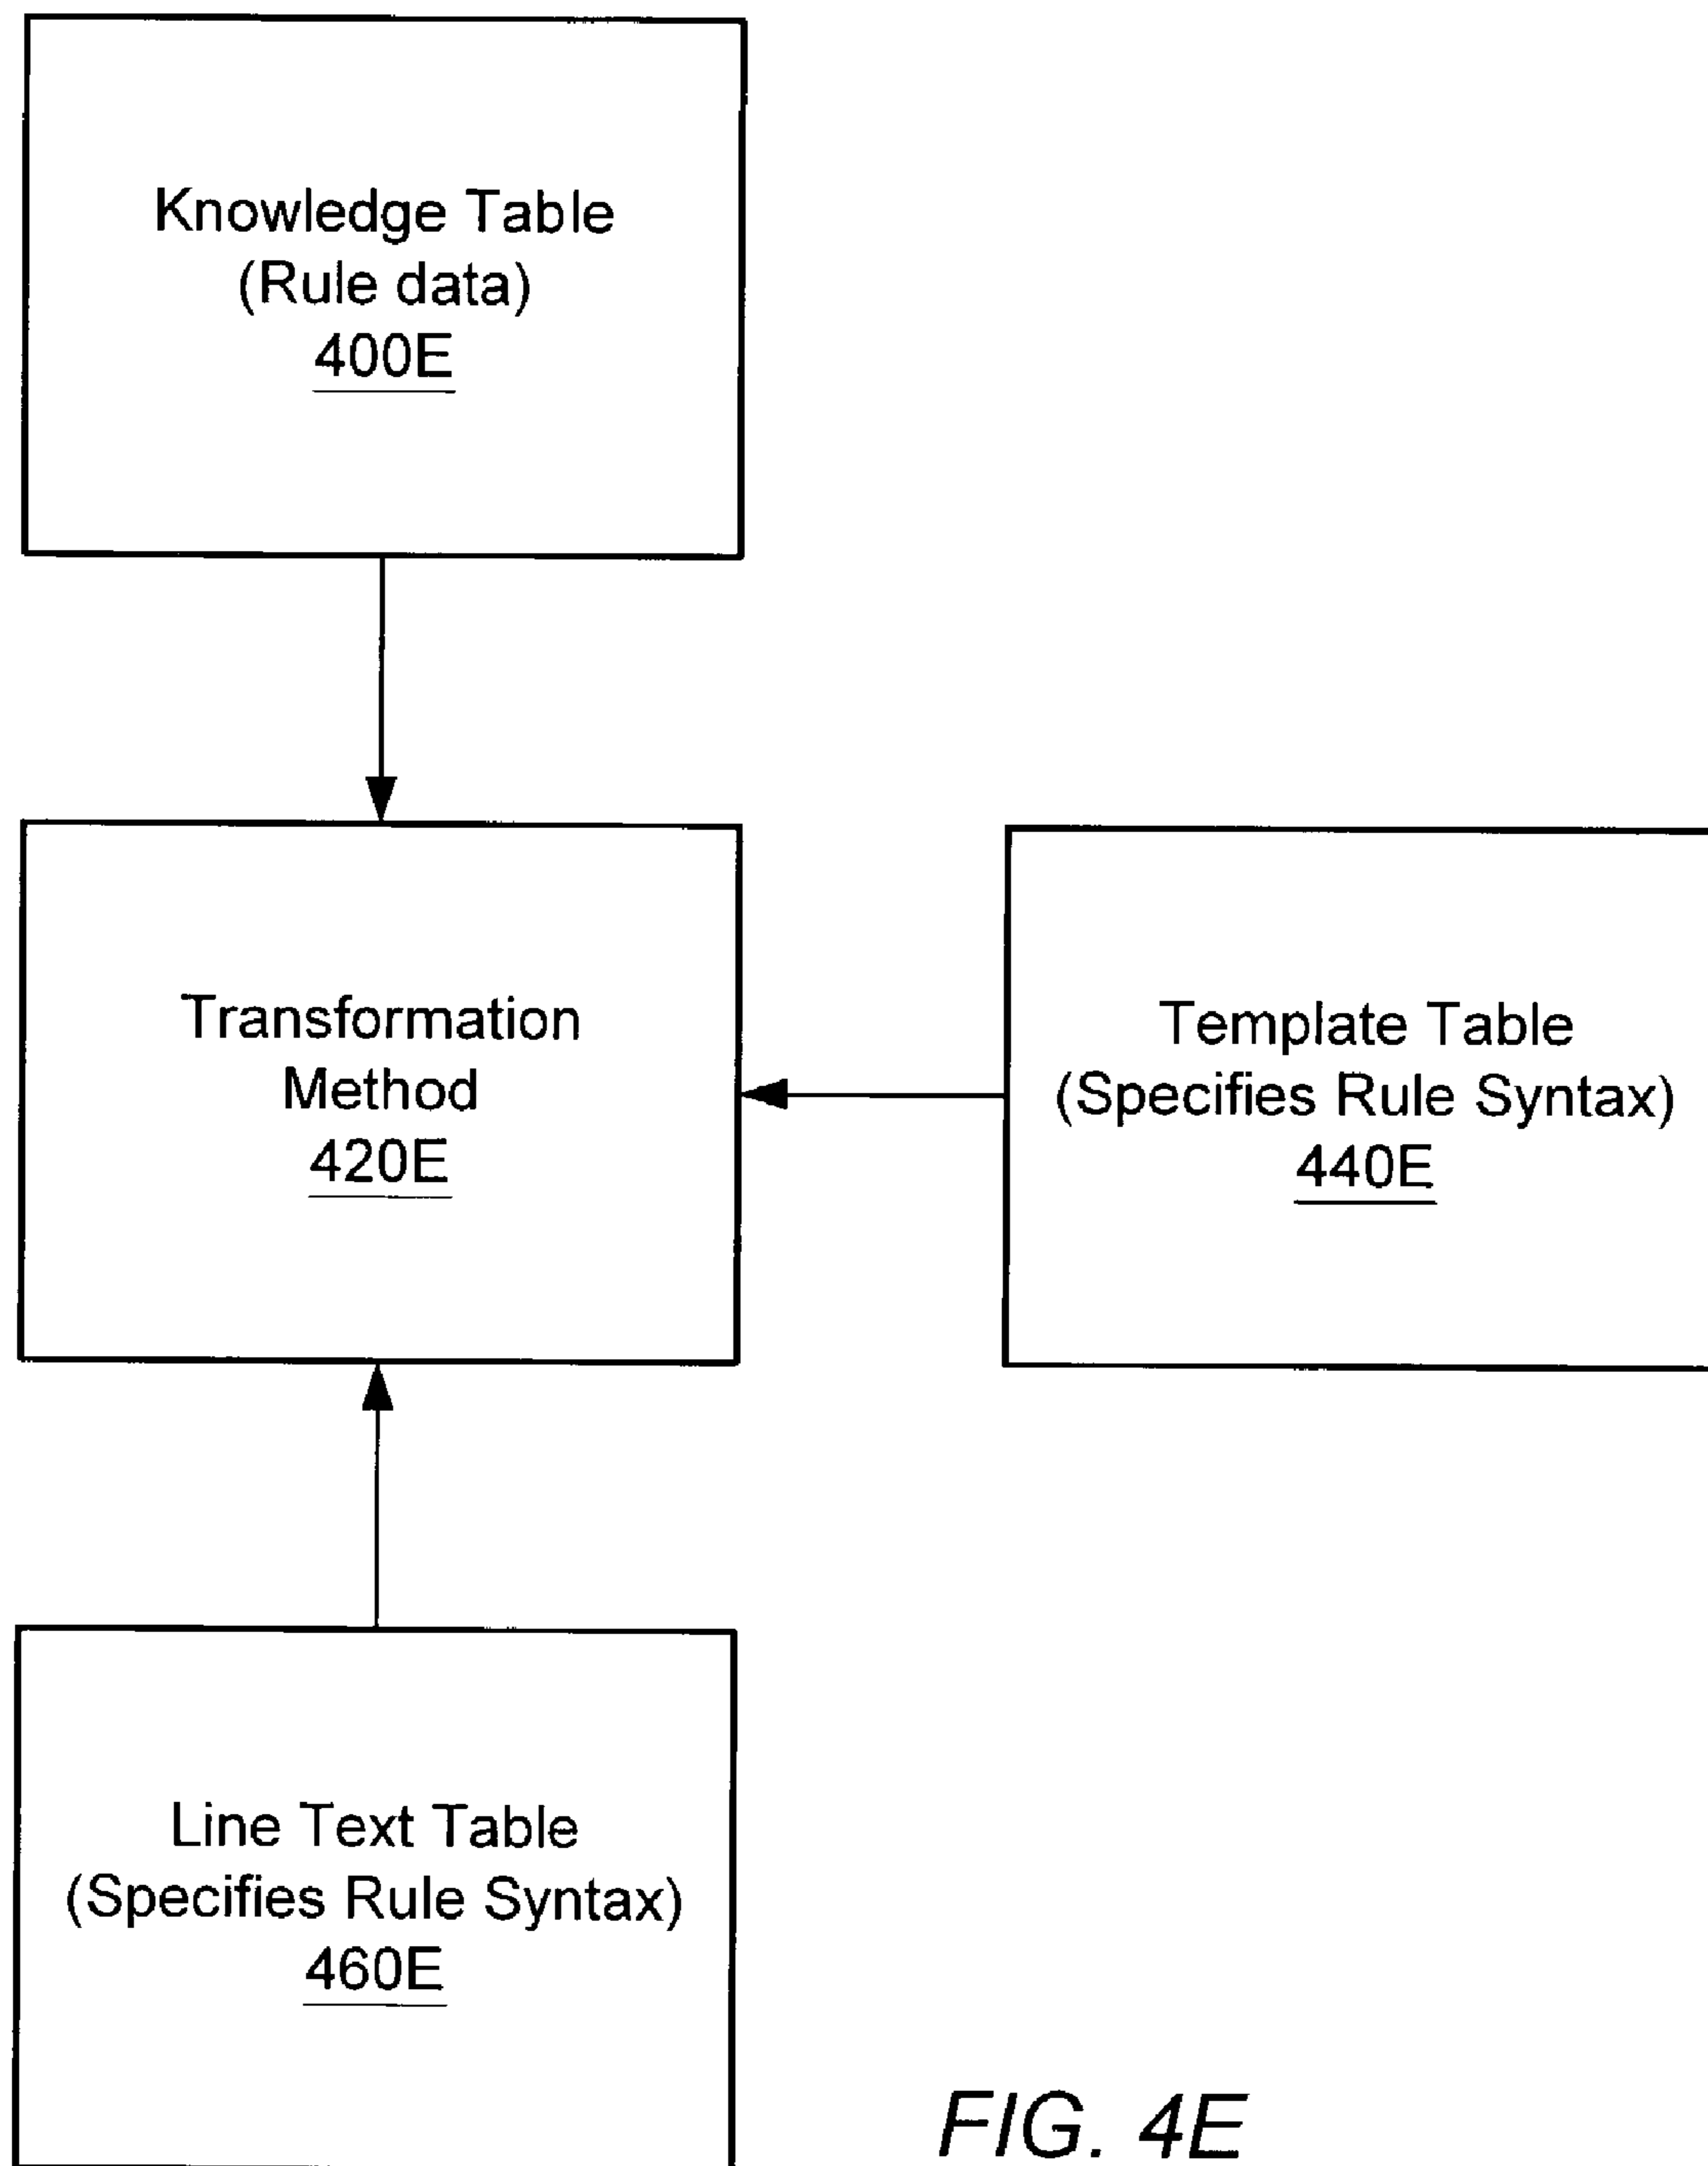 Knowledge Table
(Rule data)
400E
Transformation
Method
420E
Template Table
(Specifies Rule Syntax)
440E
Line Text Table
(Specifies Rule Syntax)
460E
FIG. 4E